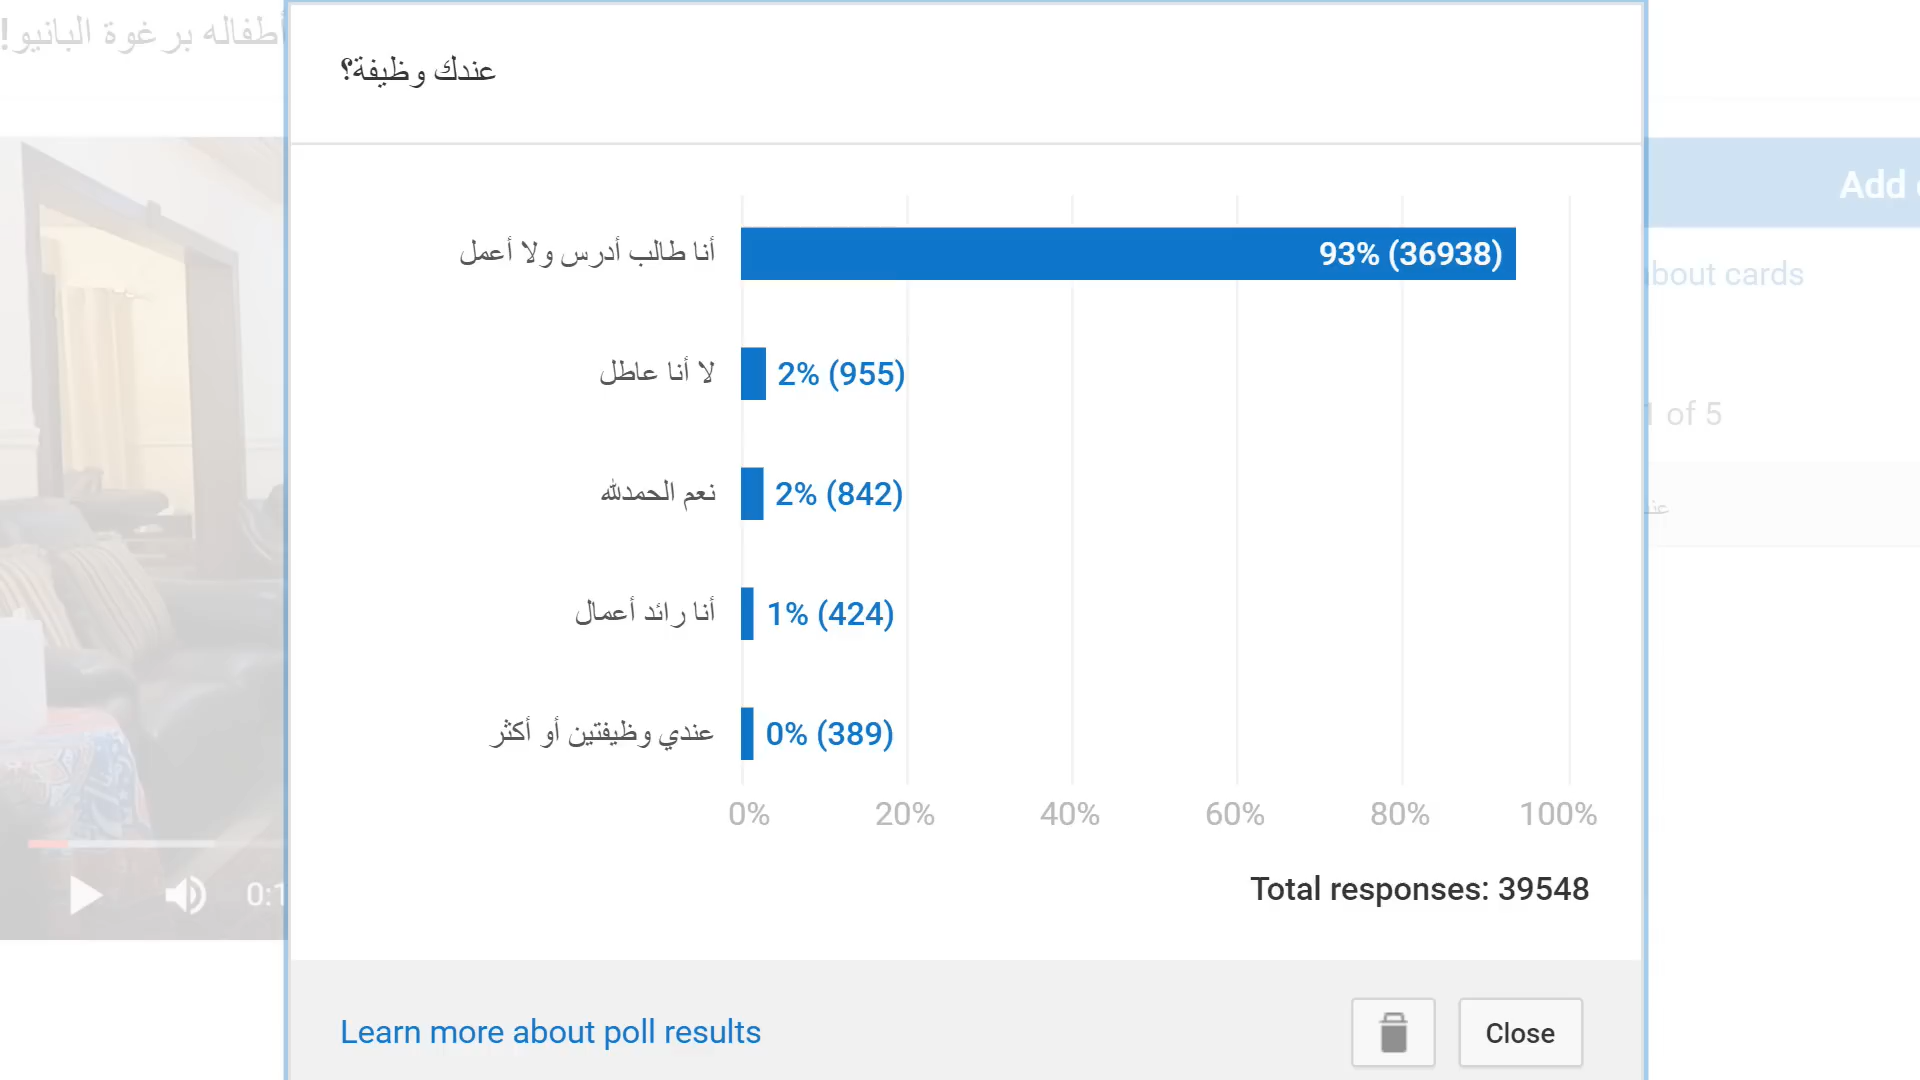 أطفاله برغوة البانيو!
عندك وظيفة؟
Add
about cards
أنا طالب أدرس ولا أعمل
93% (36938)
لا أنا عاطل
2% (955)
1 of 5
نعم الحمدلله
2% (842)
أنا رائد أعمال
1% (424)
عندي وظيفتين أو أكثر
0% (389)
0% 20% 40% 60% 80% 100%
Total responses: 39548
Learn more about poll results
Close